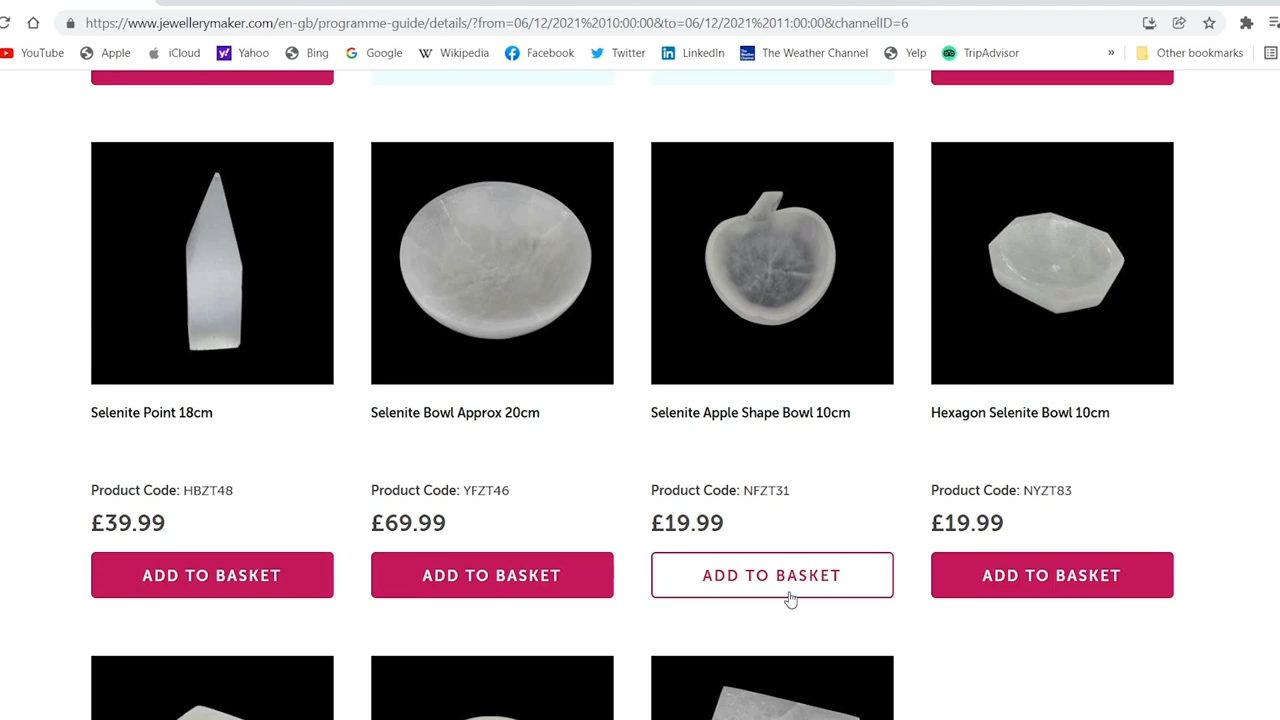 https://www.jewellerymaker.com/en-gb/programme-guide/details/?from=06/12/2021%2010:00:00&to=06/12/2021%2011:00:00&channelID=6
YouTube Apple iCloud Yahoo Bing Google Wikipedia Facebook Twitter LinkedIn The Weather Channel Yelp TripAdvisor » Other bookmarks
Selenite Point 18cm
Selenite Bowl Approx 20cm
Selenite Apple Shape Bowl 10cm
Hexagon Selenite Bowl 10cm
Product Code: HBZT48
Product Code: YFZT46
Product Code: NFZT31
Product Code: NYZT83
£39.99
£69.99
£19.99
£19.99
ADD TO BASKET
ADD TO BASKET
ADD TO BASKET
ADD TO BASKET